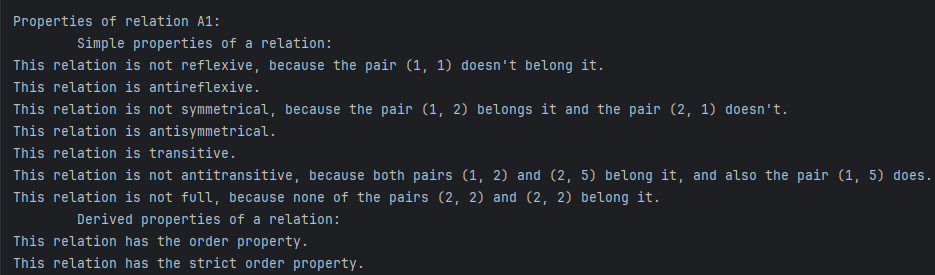 Properties of relation A1:
Simple properties of a relation:
This relation is not reflexive, because the pair (1, 1) doesn't belong it.
This relation is antireflexive.
This relation is not symmetrical, because the pair (1, 2) belongs it and the pair (2, 1) doesn't.
This relation is antisymmetrical.
This relation is transitive.
This relation is not antitransitive, because both pairs (1, 2) and (2, 5) belong it, and also the pair (1, 5) does.
This relation is not full, because none of the pairs (2, 2) and (2, 2) belong it.
Derived properties of a relation:
This relation has the order property.
This relation has the strict order property.